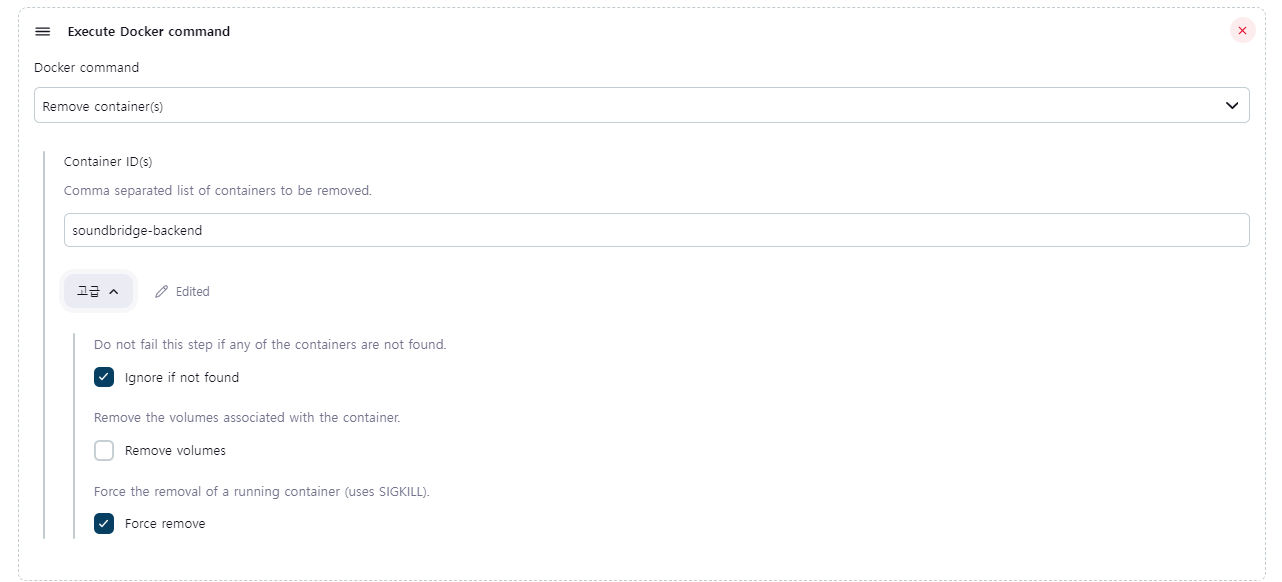 Execute Docker command
Docker command
Remove container(s)
Container ID(s)
Comma separated list of containers to be removed.
soundbridge-backend
고급
Edited
Do not fail this step if any of the containers are not found.
Ignore if not found
Remove the volumes associated with the container.
Remove volumes
Force the removal of a running container (uses SIGKILL).
Force remove